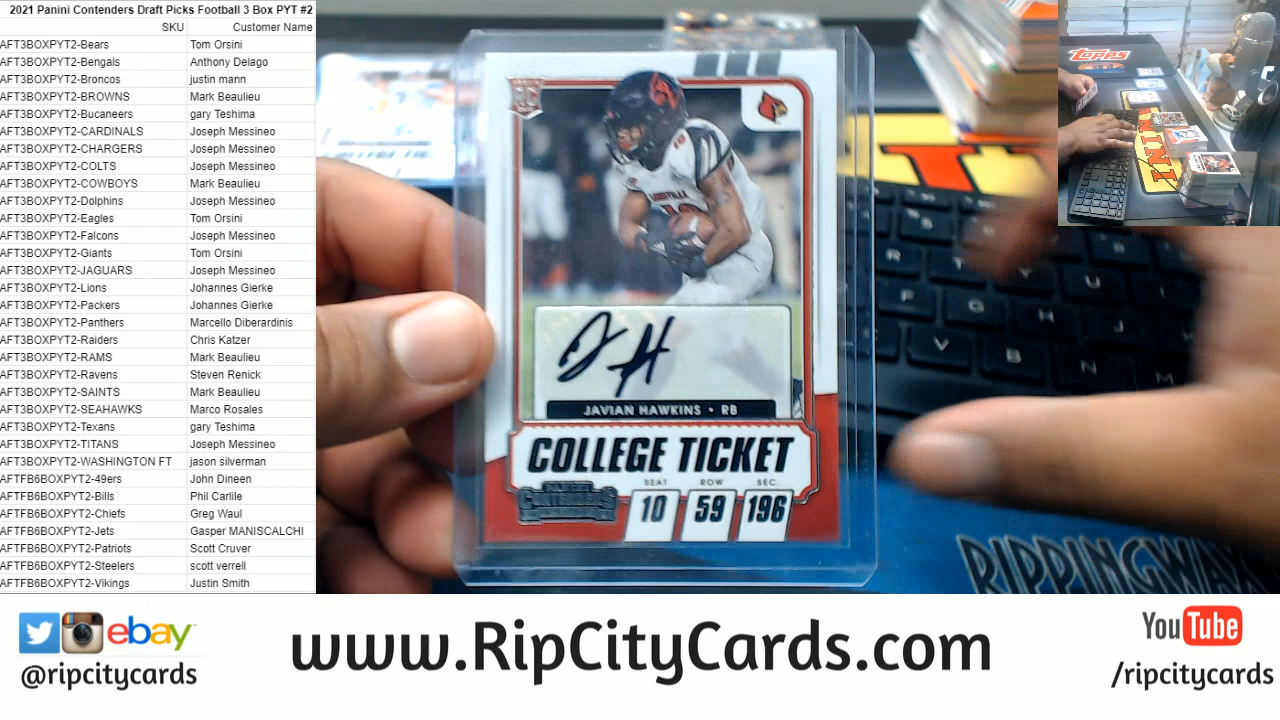 2021 Panini Contenders Draft Picks Football 3 Box PYT #2
SKU Customer Name
AFT3BOXPYT2-Bears Tom Orsini
AFT3BOXPYT2-Bengals Anthony Delago
AFT3BOXPYT2-Broncos justin mann
AFT3BOXPYT2-BROWNS Mark Beaulieu
AFT3BOXPYT2-Bucaneers gary Teshima
AFT3BOXPYT2-CARDINALS Joseph Messineo
AFT3BOXPYT2-CHARGERS Joseph Messineo
AFT3BOXPYT2-COLTS Joseph Messineo
AFT3BOXPYT2-COWBOYS Mark Beaulieu
AFT3BOXPYT2-Dolphins Joseph Messineo
AFT3BOXPYT2-Eagles Tom Orsini
AFT3BOXPYT2-Falcons Joseph Messineo
AFT3BOXPYT2-Giants Tom Orsini
AFT3BOXPYT2-JAGUARS Joseph Messineo
AFT3BOXPYT2-Lions Johannes Gierke
AFT3BOXPYT2-Packers Johannes Gierke
AFT3BOXPYT2-Panthers Marcello Diberardinis
AFT3BOXPYT2-Raiders Chris Katzer
AFT3BOXPYT2-RAMS Mark Beaulieu
AFT3BOXPYT2-Ravens Steven Renick
AFT3BOXPYT2-SAINTS Mark Beaulieu
AFT3BOXPYT2-SEAHAWKS Marco Rosales
AFT3BOXPYT2-Texans gary Teshima
AFT3BOXPYT2-TITANS Joseph Messineo
AFT3BOXPYT2-WASHINGTON FT jason silverman
AFTFB6BOXPYT2-49ers John Dineen
AFTFB6BOXPYT2-Bills Phil Carlile
AFTFB6BOXPYT2-Chiefs Greg Waul
AFTFB6BOXPYT2-Jets Gasper MANISCALCHI
AFTFB6BOXPYT2-Patriots Scott Cruver
AFTFB6BOXPYT2-Steelers scott verrell
AFTFB6BOXPYT2-Vikings Justin Smith
RC
JAVIAN HAWKINS • RB
COLLEGE TICKET
SEAT ROW SEC.
10 59 196
PANINI
CONTENDERS
Topps
RIPPINGWAX
ebay
@ripcitycards
www.RipCityCards.com
YouTube
/ripcitycards